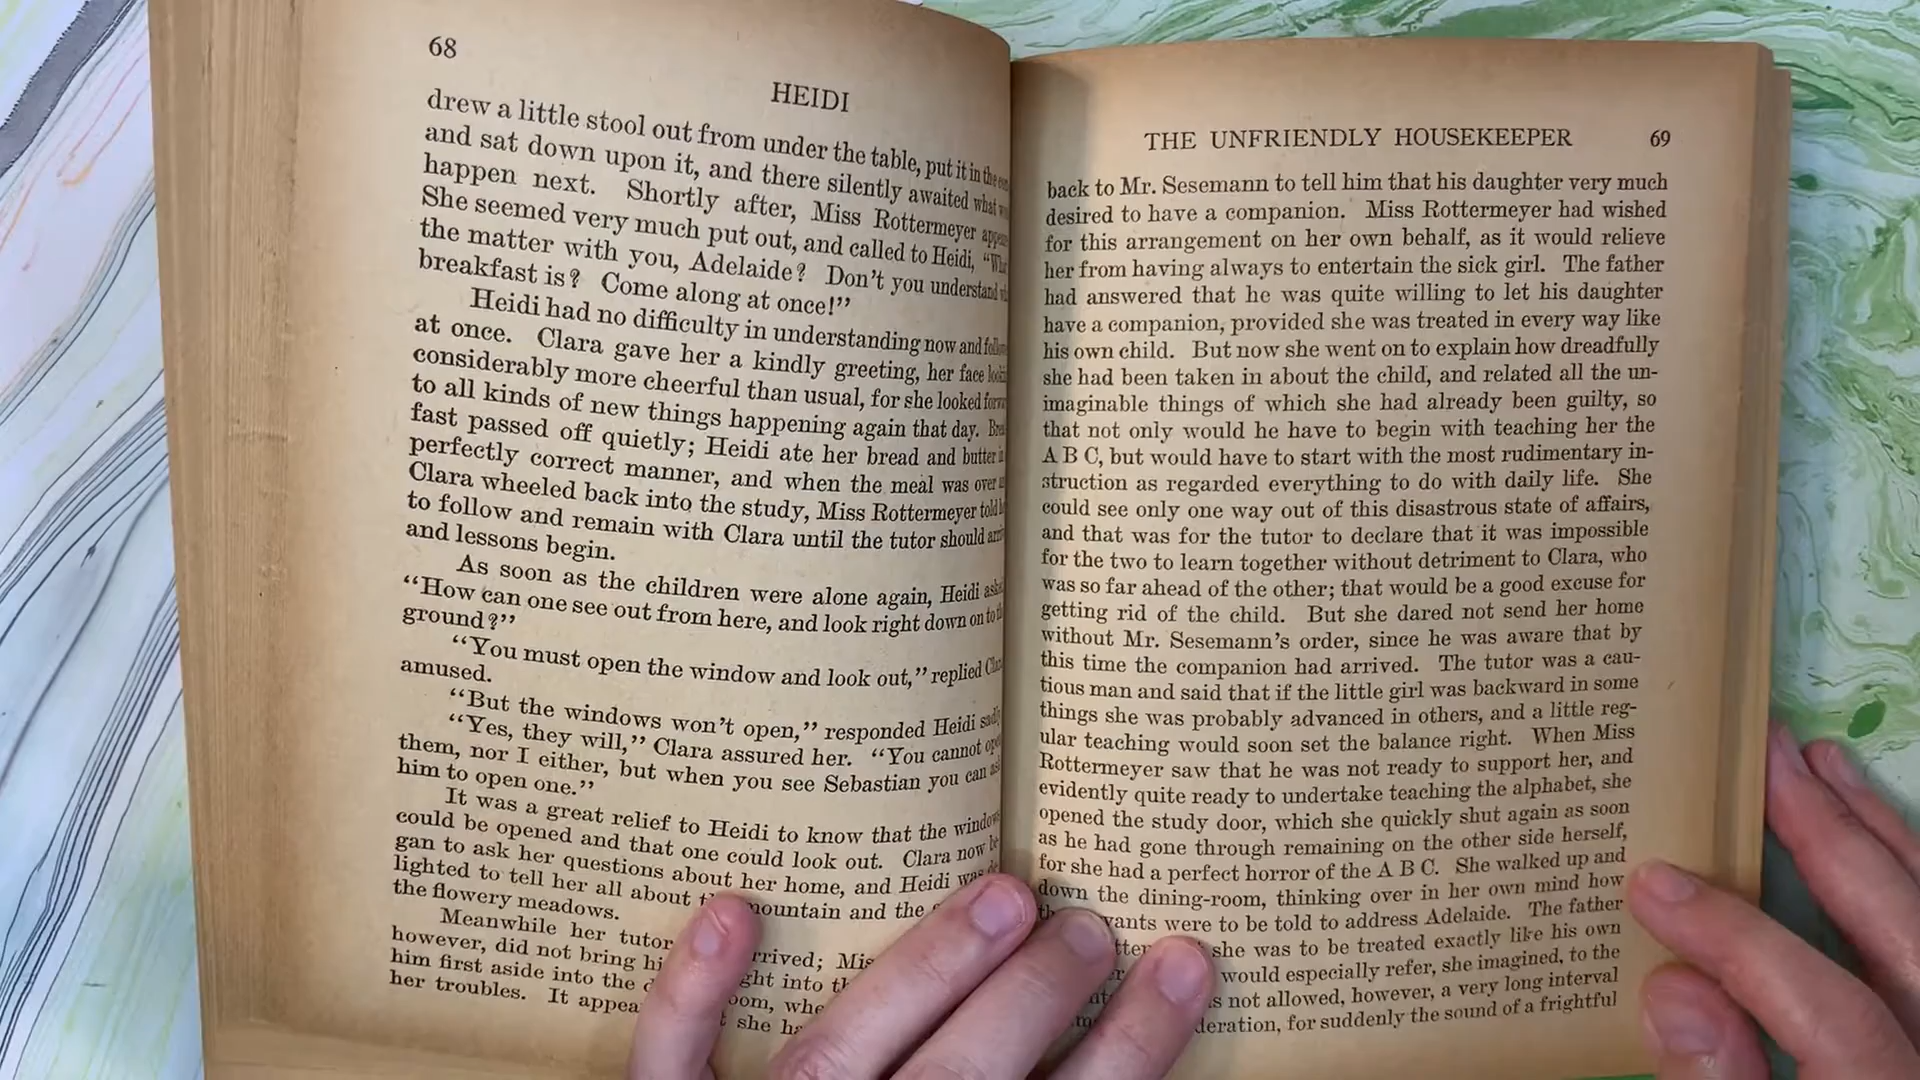 68
HEIDI
drew a little stool out from under the table, put it in the
and sat down upon it, and there silently awaited what
happen next. Shortly after, Miss Rottermeyer
She seemed very much put out, and called to Heidi,
the matter with you, Adelaide? Don't you understand
breakfast is? Come along at once!"
Heidi had no difficulty in understanding now and
at once. Clara gave her a kindly greeting, her face
considerably more cheerful than usual, for she looked
to all kinds of new things happening again that day.
fast passed off quietly; Heidi ate her bread and butter
perfectly correct manner, and when the meal was over
Clara wheeled back into the study, Miss Rottermeyer told
to follow and remain with Clara until the tutor should
and lessons begin.
As soon as the children were alone again, Heidi
"How can one see out from here, and look right down on to
ground?"
"You must open the window and look out," replied
amused.
"But the windows won't open," responded Heidi
"Yes, they will," Clara assured her. "You cannot
them, nor I either, but when you see Sebastian you can
him to open one."
It was a great relief to Heidi to know that the
could be opened and that one could look out. Clara now
gan to ask her questions about her home, and Heidi was
lighted to tell her all about mountain and the
the flowery meadows.
Meanwhile her tutor
however, did not bring into
him first aside into the
her troubles. It she
THE UNFRIENDLY HOUSEKEEPER 69
back to Mr. Sesemann to tell him that his daughter very much
desired to have a companion. Miss Rottermeyer had wished
for this arrangement on her own behalf, as it would relieve
her from having always to entertain the sick girl. The father
had answered that he was quite willing to let his daughter
have a companion, provided she was treated in every way like
his own child. But now she went on to explain how dreadfully
she had been taken in about the child, and related all the un-
imaginable things of which she had already been guilty, so
that not only would he have to begin with teaching her the
A B C, but would have to start with the most rudimentary in-
struction as regarded everything to do with daily life. She
could see only one way out of this disastrous state of affairs,
and that was for the tutor to declare that it was impossible
for the two to learn together without detriment to Clara, who
was so far ahead of the other; that would be a good excuse for
getting rid of the child. But she dared not send her home
without Mr. Sesemann's order, since he was aware that by
this time the companion had arrived. The tutor was a cau-
tious man and said that if the little girl was backward in some
things she was probably advanced in others, and a little reg-
ular teaching would soon set the balance right. When Miss
Rottermeyer saw that he was not ready to support her, and
evidently quite ready to undertake teaching the alphabet, she
opened the study door, which she quickly shut again as soon
as he had gone through remaining on the other side herself,
for she had a perfect horror of the A B C. She walked up and
down the dining-room, thinking over in her own mind how
were to be told to address Adelaide. The father
she was to be treated exactly like his own
would especially refer, she imagined, to the
not allowed, however, a very long interval
for suddenly the sound of a frightful